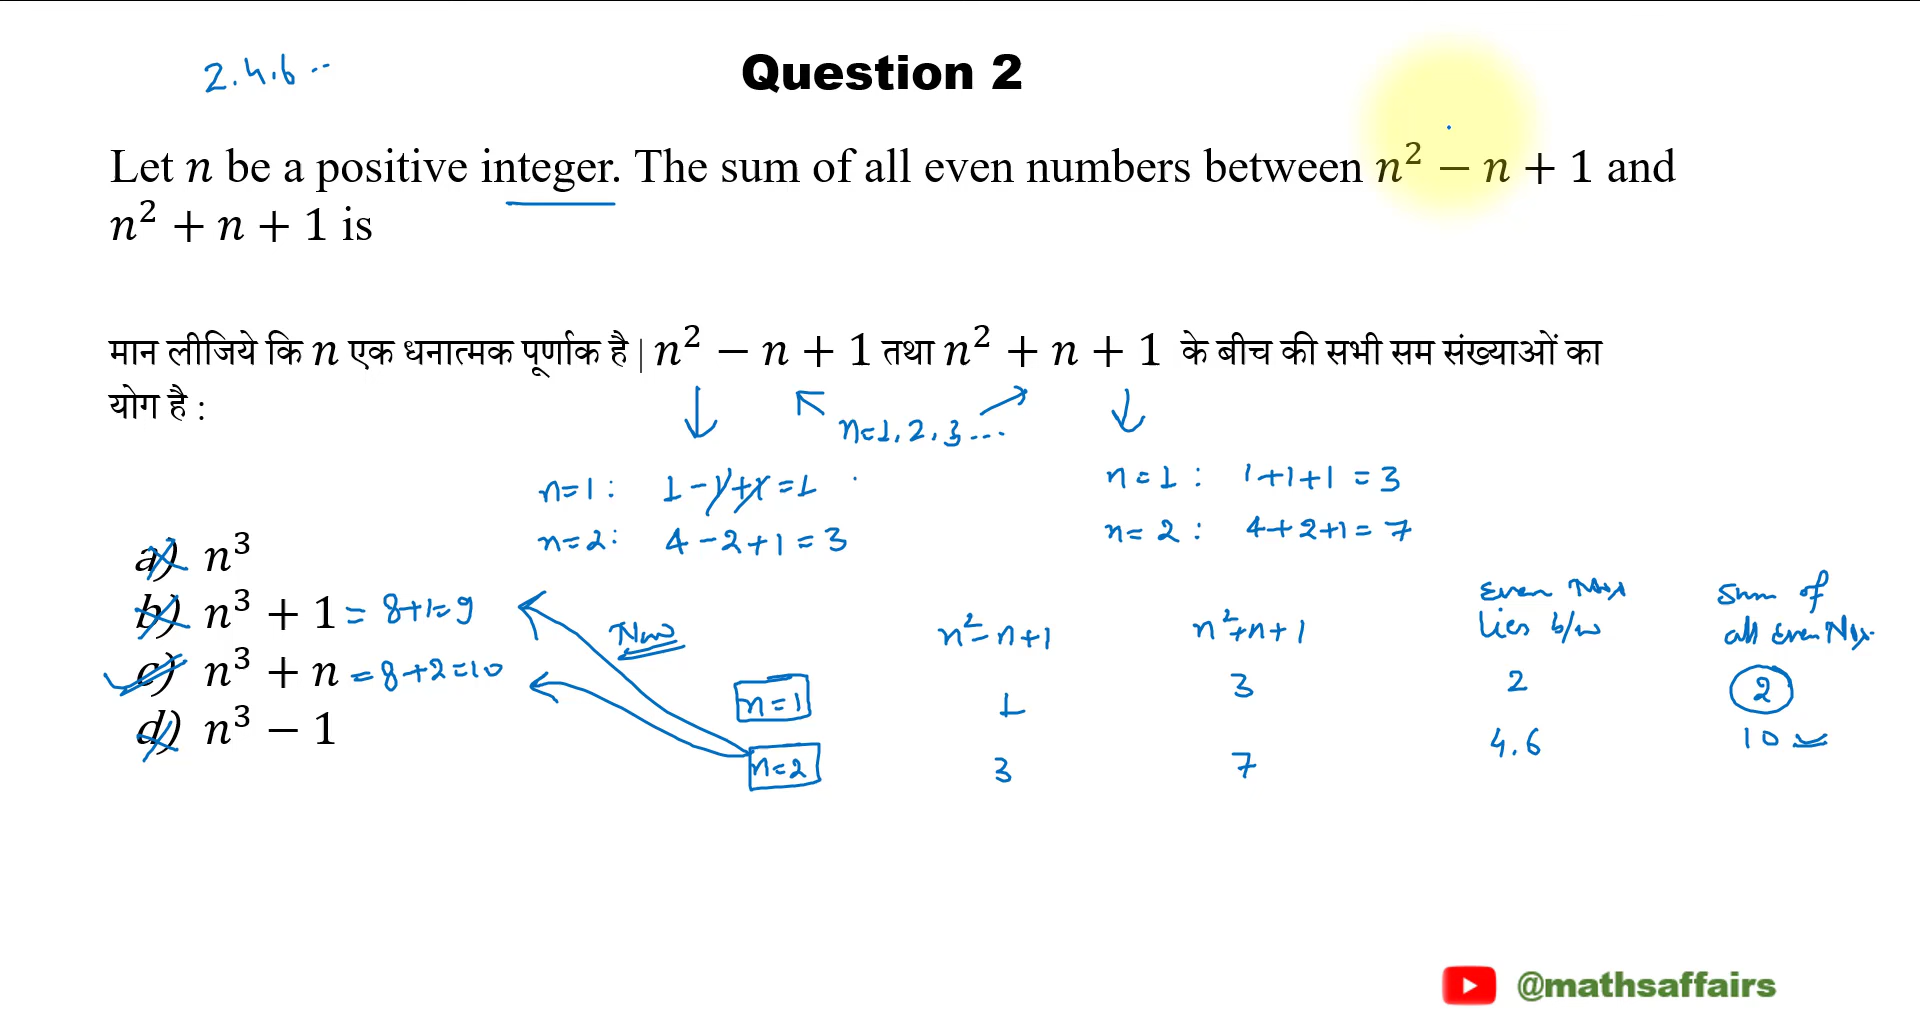 2.4.6 ..
Question 2
Let n be a positive integer. The sum of all even numbers between n² − n + 1 and
n² + n + 1 is
मान लीजिये कि n एक धनात्मक पूर्णाक है | n² − n + 1 तथा n² + n + 1 के बीच की सभी सम संख्याओं का
योग है :
n=1, 2, 3 ...
n=1: 1-1+1=1
n=2: 4-2+1=3
n=1: 1+1+1=3
n=2: 4+2+1=7
a) n³
b) n³ + 1 = 8+1=9
c) n³ + n = 8+2=10
d) n³ − 1
n²-n+1 n²+n+1 Even lies b/w Sum of all Even
n=1 1 3 2 2
n=2 3 7 4.6 10
@mathsaffairs